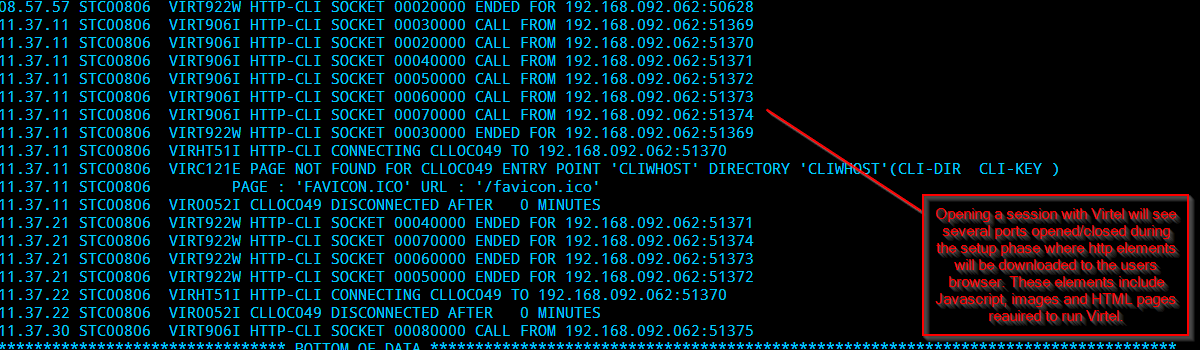 08.57.57 STC00806  VIRT922W HTTP-CLI SOCKET 00020000 ENDED FOR 192.168.092.062:50628
11.37.11 STC00806  VIRT906I HTTP-CLI SOCKET 00030000 CALL FROM 192.168.092.062:51369
11.37.11 STC00806  VIRT906I HTTP-CLI SOCKET 00020000 CALL FROM 192.168.092.062:51370
11.37.11 STC00806  VIRT906I HTTP-CLI SOCKET 00040000 CALL FROM 192.168.092.062:51371
11.37.11 STC00806  VIRT906I HTTP-CLI SOCKET 00050000 CALL FROM 192.168.092.062:51372
11.37.11 STC00806  VIRT906I HTTP-CLI SOCKET 00060000 CALL FROM 192.168.092.062:51373
11.37.11 STC00806  VIRT906I HTTP-CLI SOCKET 00070000 CALL FROM 192.168.092.062:51374
11.37.11 STC00806  VIRT922W HTTP-CLI SOCKET 00030000 ENDED FOR 192.168.092.062:51369
11.37.11 STC00806  VIRHT51I HTTP-CLI CONNECTING CLLOC049 TO 192.168.092.062:51370
11.37.11 STC00806  VIRC121E PAGE NOT FOUND FOR CLLOC049 ENTRY POINT 'CLIWHOST' DIRECTORY 'CLIWHOST'(CLI-DIR  CLI-KEY )
11.37.11 STC00806         PAGE : 'FAVICON.ICO' URL : '/favicon.ico'
11.37.11 STC00806  VIR0052I CLLOC049 DISCONNECTED AFTER   0 MINUTES
11.37.21 STC00806  VIRT922W HTTP-CLI SOCKET 00040000 ENDED FOR 192.168.092.062:51371
11.37.21 STC00806  VIRT922W HTTP-CLI SOCKET 00070000 ENDED FOR 192.168.092.062:51374
11.37.21 STC00806  VIRT922W HTTP-CLI SOCKET 00060000 ENDED FOR 192.168.092.062:51373
11.37.21 STC00806  VIRT922W HTTP-CLI SOCKET 00050000 ENDED FOR 192.168.092.062:51372
11.37.22 STC00806  VIRHT51I HTTP-CLI CONNECTING CLLOC049 TO 192.168.092.062:51370
11.37.22 STC00806  VIR0052I CLLOC049 DISCONNECTED AFTER   0 MINUTES
11.37.30 STC00806  VIRT906I HTTP-CLI SOCKET 00080000 CALL FROM 192.168.092.062:51375
******************************** BOTTOM OF DATA ********************************************************************************
Opening a session with Virtel will see
several ports opened/closed during
the setup phase where http elements
will be downloaded to the users
browser. These elements include
Javascript, images and HTML pages
reauired to run Virtel.